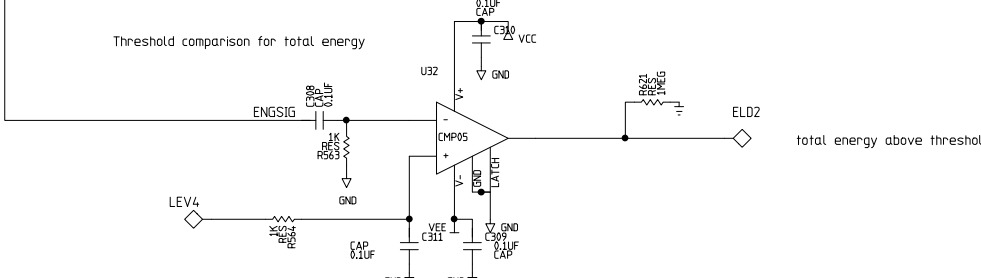 0.1UF
CAP
C310
VCC
Threshold comparison for total energy
GND
U32
V+
C308
CAP
0.1UF
ENGSIG
R621
RES
1MEG
ELD2
-
CMP05
+
total energy above threshol
1K
RES
R563
GND
V-
GND
LATCH
LEV4
1K
RES
R564
VEE
GND
C311
CAP
0.1UF
C309
0.1UF
CAP